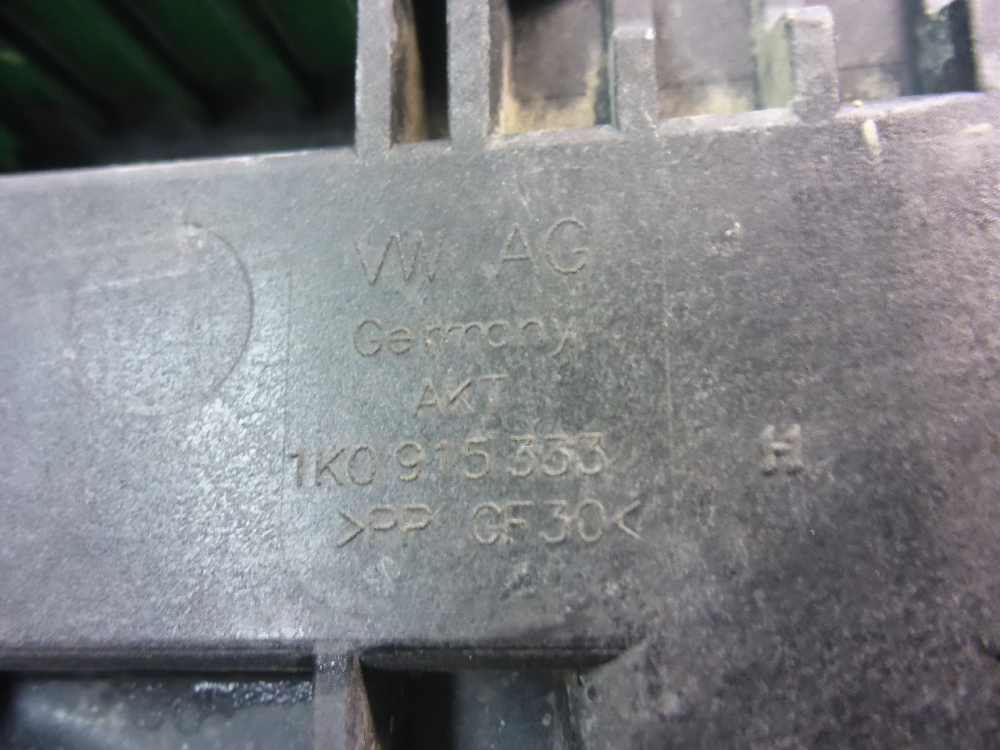 VW AG
Germany
AKT
1K0 915 333 H
>PP GF30<